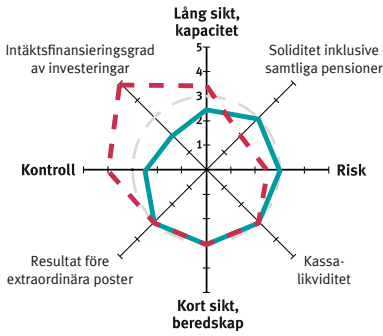 Lång sikt,
kapacitet
Intäktsfinansieringsgrad
av investeringar
Soliditet inklusive
samtliga pensioner
5
4
3
2
1
Kontroll
Risk
Resultat före
extraordinära poster
Kassa-
likviditet
Kort sikt,
beredskap